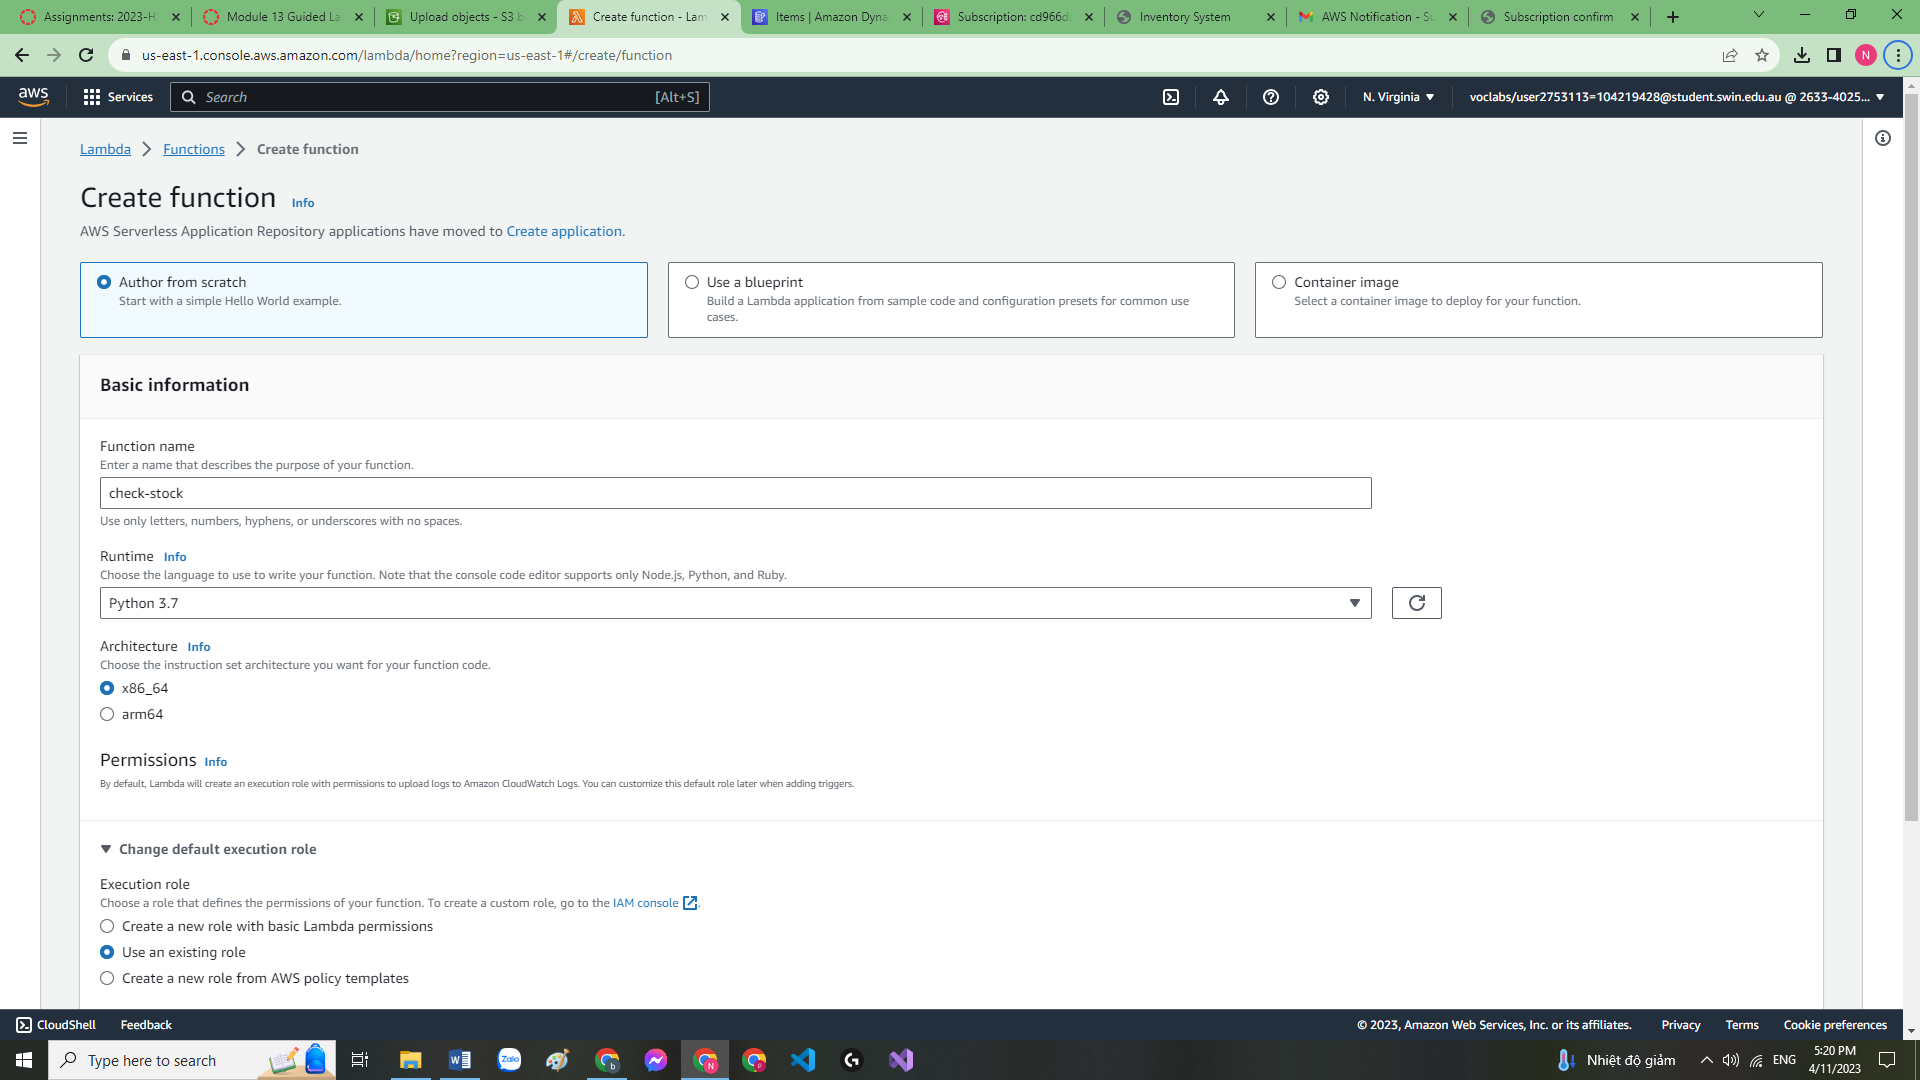 Assignments: 2023-H
Module 13 Guided La
Upload objects - S3 b
Create function - Lam
Items | Amazon Dyna
Subscription: cd966d
Inventory System
AWS Notification - Su
Subscription confirm
us-east-1.console.aws.amazon.com/lambda/home?region=us-east-1#/create/function
N
aws
Services
Search
[Alt+S]
N. Virginia
voclabs/user2753113=104219428@student.swin.edu.au @ 2633-4025...
Lambda
Functions
Create function
Create function
Info
AWS Serverless Application Repository applications have moved to Create application.
Author from scratch
Start with a simple Hello World example.
Use a blueprint
Build a Lambda application from sample code and configuration presets for common use
cases.
Container image
Select a container image to deploy for your function.
Basic information
Function name
Enter a name that describes the purpose of your function.
check-stock
Use only letters, numbers, hyphens, or underscores with no spaces.
Runtime Info
Choose the language to use to write your function. Note that the console code editor supports only Node.js, Python, and Ruby.
Python 3.7
Architecture Info
Choose the instruction set architecture you want for your function code.
x86_64
arm64
Permissions Info
By default, Lambda will create an execution role with permissions to upload logs to Amazon CloudWatch Logs. You can customize this default role later when adding triggers.
Change default execution role
Execution role
Choose a role that defines the permissions of your function. To create a custom role, go to the IAM console.
Create a new role with basic Lambda permissions
Use an existing role
Create a new role from AWS policy templates
CloudShell
Feedback
© 2023, Amazon Web Services, Inc. or its affiliates.
Privacy
Terms
Cookie preferences
Type here to search
Zalo
Nhiệt độ giảm
ENG
5:20 PM
4/11/2023